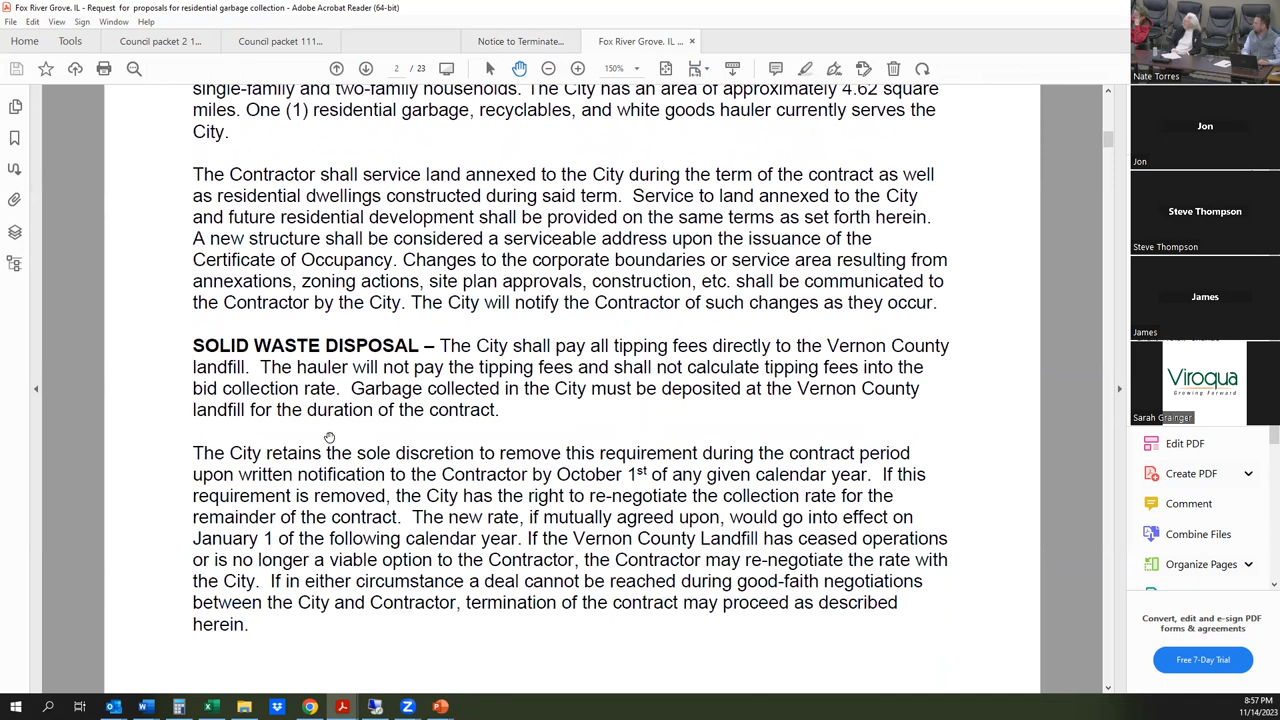 Fox River Grove, IL - Request for proposals for residential garbage collection - Adobe Acrobat Reader (64-bit)
File Edit View Sign Window Help
Home Tools Council packet 2 1... Council packet 111... Notice to Terminate... Fox River Grove, IL ... ×
2 / 23 150%
single-family and two-family households. The City has an area of approximately 4.62 square
miles. One (1) residential garbage, recyclables, and white goods hauler currently serves the
City.
The Contractor shall service land annexed to the City during the term of the contract as well
as residential dwellings constructed during said term. Service to land annexed to the City
and future residential development shall be provided on the same terms as set forth herein.
A new structure shall be considered a serviceable address upon the issuance of the
Certificate of Occupancy. Changes to the corporate boundaries or service area resulting from
annexations, zoning actions, site plan approvals, construction, etc. shall be communicated to
the Contractor by the City. The City will notify the Contractor of such changes as they occur.
SOLID WASTE DISPOSAL – The City shall pay all tipping fees directly to the Vernon County
landfill. The hauler will not pay the tipping fees and shall not calculate tipping fees into the
bid collection rate. Garbage collected in the City must be deposited at the Vernon County
landfill for the duration of the contract.
The City retains the sole discretion to remove this requirement during the contract period
upon written notification to the Contractor by October 1st of any given calendar year. If this
requirement is removed, the City has the right to re-negotiate the collection rate for the
remainder of the contract. The new rate, if mutually agreed upon, would go into effect on
January 1 of the following calendar year. If the Vernon County Landfill has ceased operations
or is no longer a viable option to the Contractor, the Contractor may re-negotiate the rate with
the City. If in either circumstance a deal cannot be reached during good-faith negotiations
between the City and Contractor, termination of the contract may proceed as described
herein.
Nate Torres
Jon
Jon
Steve Thompson
Steve Thompson
James
James
Viroqua
Growing Forward
Sarah Grainger
Edit PDF
Create PDF
Comment
Combine Files
Organize Pages
Convert, edit and e-sign PDF
forms & agreements
Free 7-Day Trial
8:57 PM
11/14/2023